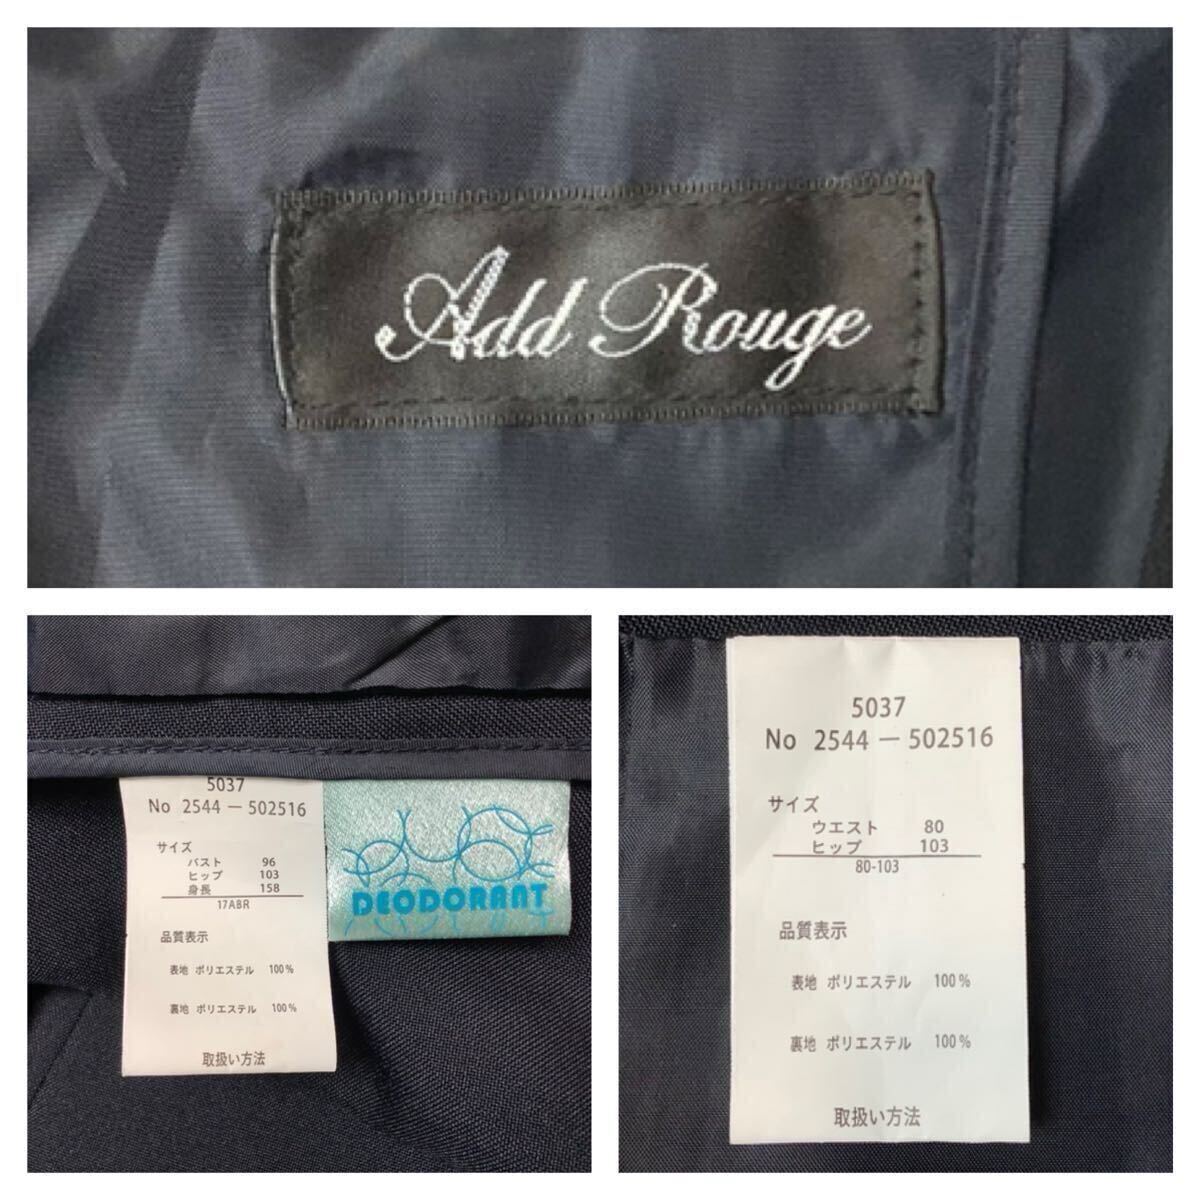 Add Rouge
5037
No 2544 — 502516
サイズ
バスト 96
ヒップ 103
身長 158
17ABR
品質表示
表地 ポリエステル 100%
裏地 ポリエステル 100%
取扱い方法
DEODORANT
5037
No 2544 — 502516
サイズ
ウエスト 80
ヒップ 103
80-103
品質表示
表地 ポリエステル 100%
裏地 ポリエステル 100%
取扱い方法